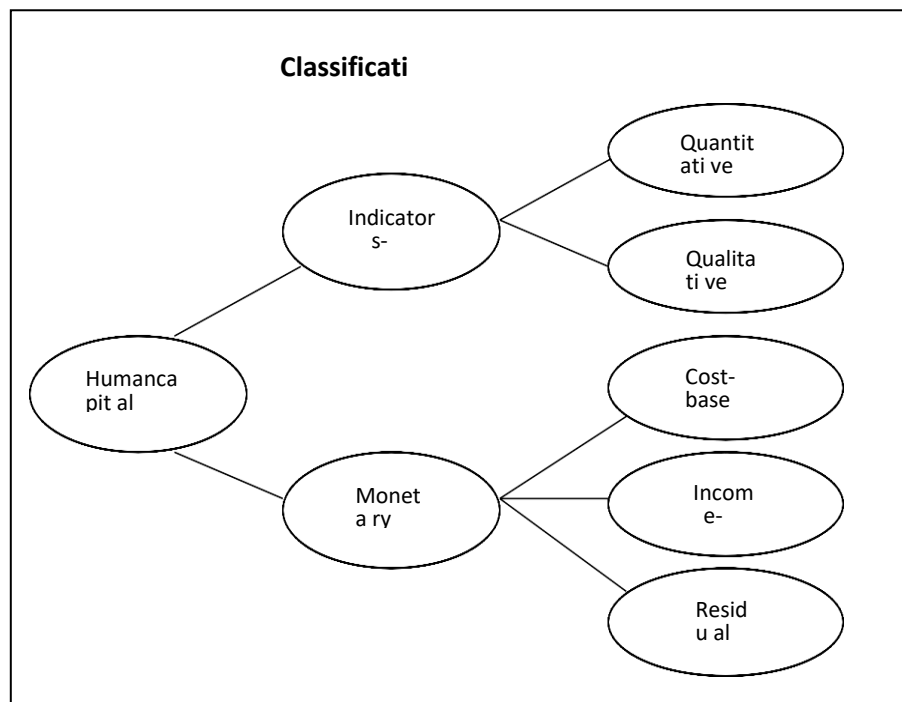 Classificati
Quantit
ati ve
Indicator
s-
Qualita
ti ve
Humanca
pit al
Cost-
base
Monet
a ry
Incom
e-
Resid
u al